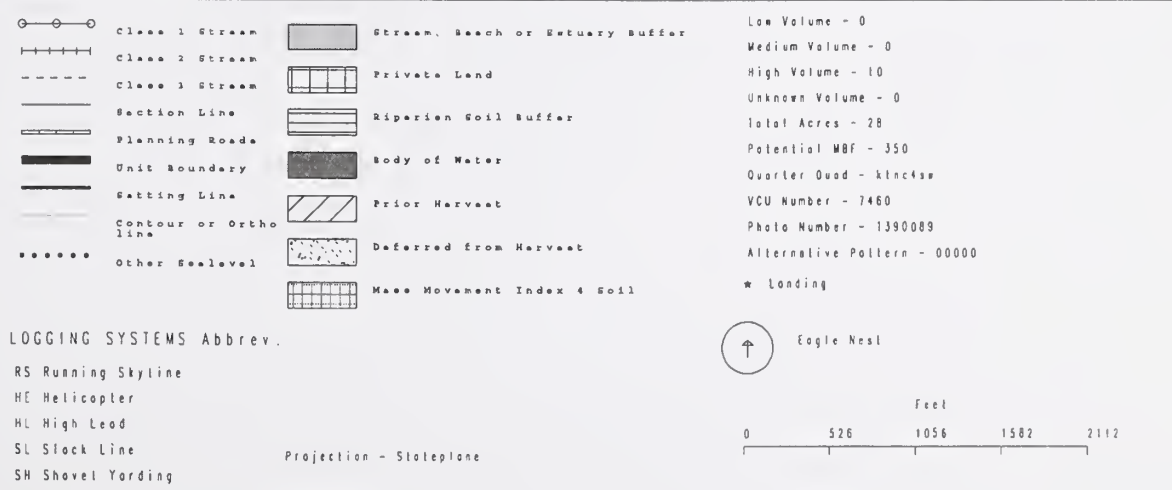 Class 1 Stream
Class 2 Stream
Class 3 Stream
Section Line
Planning Roads
Unit Boundary
Setting Line
Contour or Ortho
line
Other Sealevel
Stream, Beach or Estuary Buffer
Private Land
Riparian Soil Buffer
Body of Water
Prior Harvest
Deferred from Harvest
Mass Movement Index 4 Soil
Low Volume - 0
Medium Volume - 0
High Volume - 10
Unknown Volume - 0
Total Acres - 28
Potential MBF - 350
Quarter Quad - ktnc4sw
VCU Number - 7460
Photo Number - 1390089
Alternative Pattern - 00000
★ Landing
Eagle Nest
LOGGING SYSTEMS Abbrev.
RS Running Skyline
HE Helicopter
HL High Lead
SL Slack Line
SH Shovel Yarding
Projection - Stateplane
Feet
0 526 1056 1582 2112